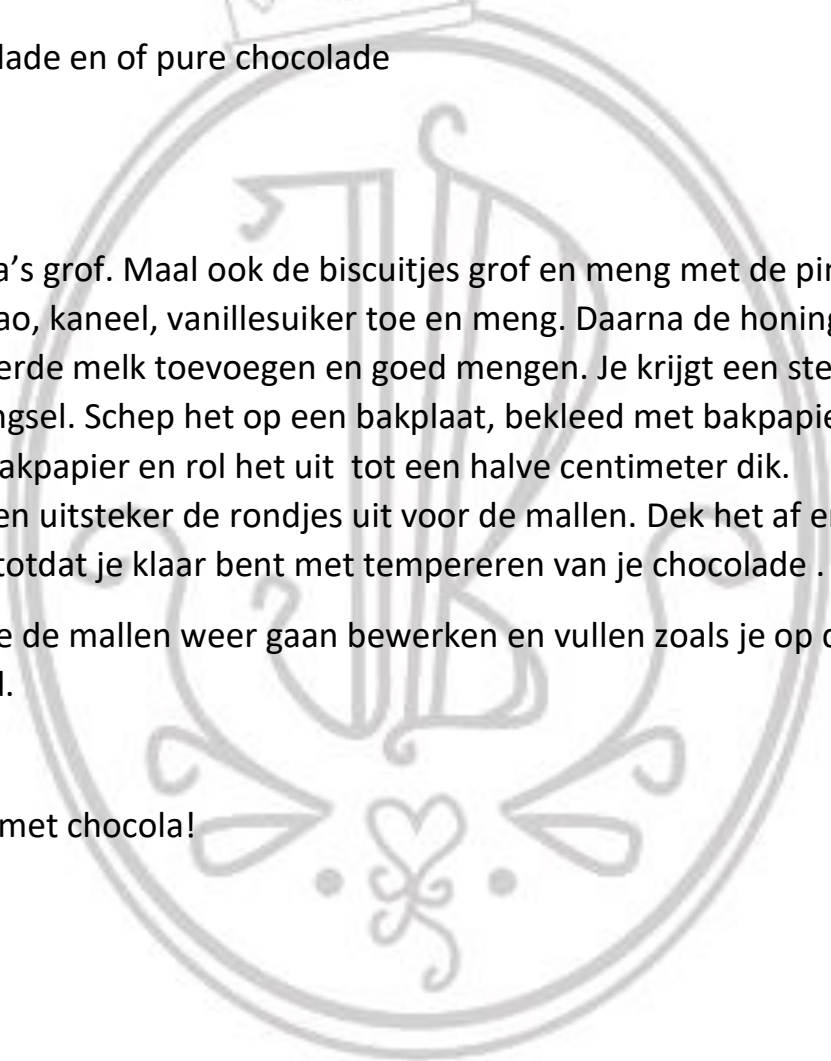 lade en of pure chocolade
a's grof. Maal ook de biscuitjes grof en meng met de pin
ao, kaneel, vanillesuiker toe en meng. Daarna de honing
erde melk toevoegen en goed mengen. Je krijgt een ste
ngsel. Schep het op een bakplaat, bekleed met bakpapie
akpapier en rol het uit  tot een halve centimeter dik.
en uitsteker de rondjes uit voor de mallen. Dek het af en
totdat je klaar bent met tempereren van je chocolade .
e de mallen weer gaan bewerken en vullen zoals je op d
l.
met chocola!